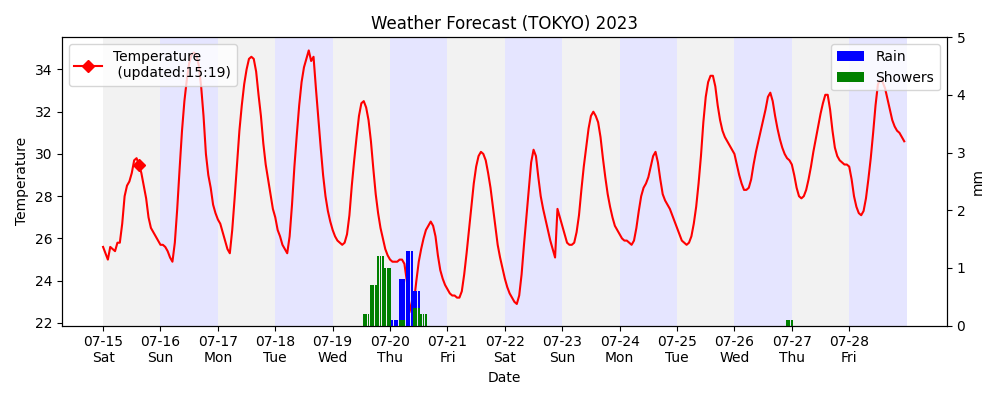 Weather Forecast (TOKYO) 2023
Temperature
(updated:15:19)
Rain
Showers
Temperature
34
32
30
28
26
24
22
5
4
3
2
1
0
mm
07-15 07-16 07-17 07-18 07-19 07-20 07-21 07-22 07-23 07-24 07-25 07-26 07-27 07-28
Sat Sun Mon Tue Wed Thu Fri Sat Sun Mon Tue Wed Thu Fri
Date